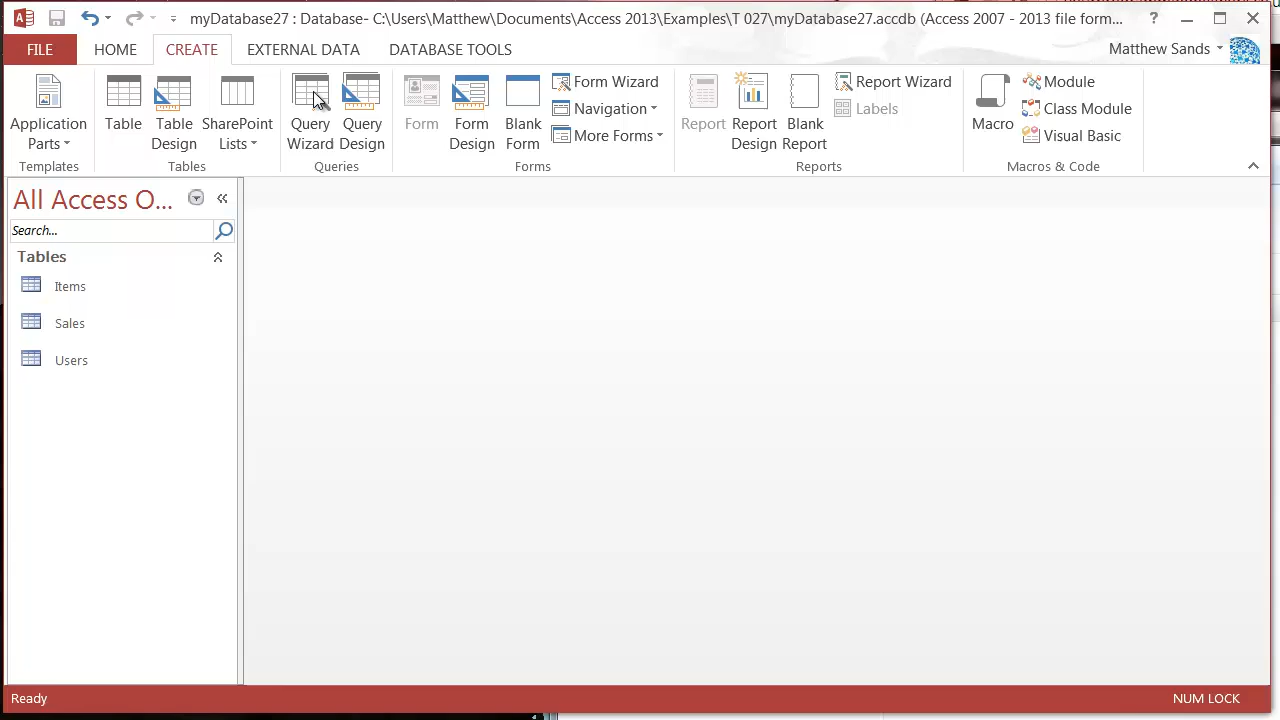 myDatabase27 : Database- C:\Users\Matthew\Documents\Access 2013\Examples\T 027\myDatabase27.accdb (Access 2007 - 2013 file form...
FILE HOME CREATE EXTERNAL DATA DATABASE TOOLS Matthew Sands
Application Parts
Templates
Table
Table Design
SharePoint Lists
Tables
Query Wizard
Query Design
Queries
Form
Form Design
Blank Form
Form Wizard
Navigation
More Forms
Forms
Report
Report Design
Blank Report
Report Wizard
Labels
Reports
Macro
Module
Class Module
Visual Basic
Macros & Code
All Access O...
Search...
Tables
Items
Sales
Users
Ready NUM LOCK